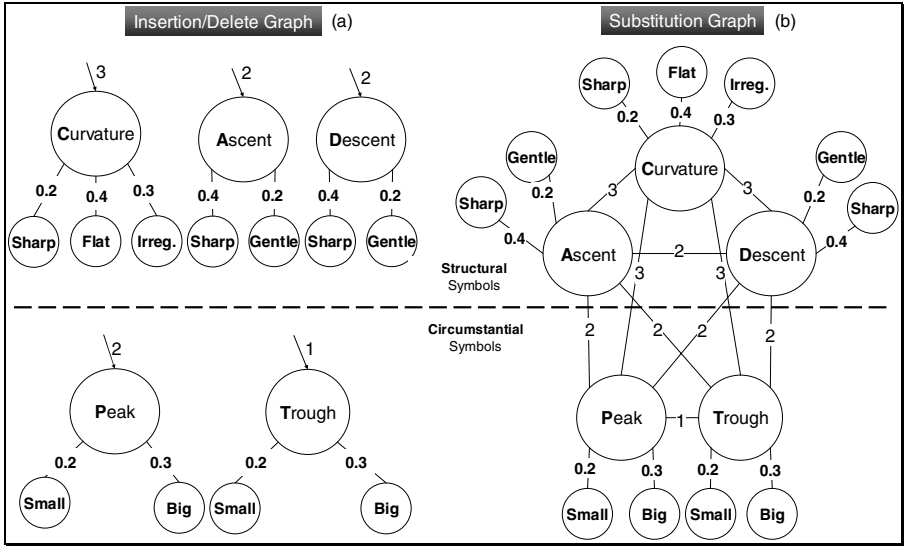 Insertion/Delete Graph (a)
Substitution Graph (b)
3
2
2
Curvature
Ascent
Descent
0.2
0.4
0.3
0.4
0.2
0.4
0.2
Sharp
Flat
Irreg.
Sharp
Gentle
Sharp
Gentle
Sharp
Flat
Irreg.
0.2
0.4
0.3
Gentle
Curvature
Gentle
Sharp
0.2
3
3
0.2
Sharp
0.4
0.4
Ascent
2
Descent
Structural
Symbols
3
3
Circumstantial
Symbols
2
2
2
2
2
1
Peak
Trough
Peak
1
Trough
0.2
0.3
0.2
0.3
0.2
0.3
0.2
0.3
Small
Big
Small
Big
Small
Big
Small
Big